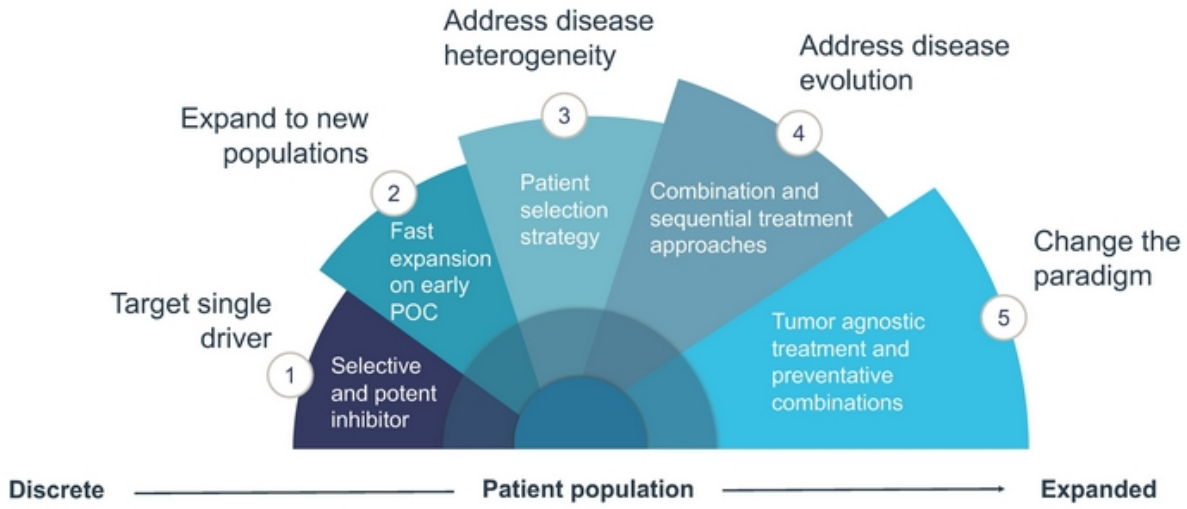 Target single
driver
1
Selective
and potent
inhibitor
Expand to new
populations
2
Fast
expansion
on early
POC
Address disease
heterogeneity
3
Patient
selection
strategy
Address disease
evolution
4
Combination and
sequential treatment
approaches
Change the
paradigm
5
Tumor agnostic
treatment and
preventative
combinations
Discrete
Patient population
Expanded